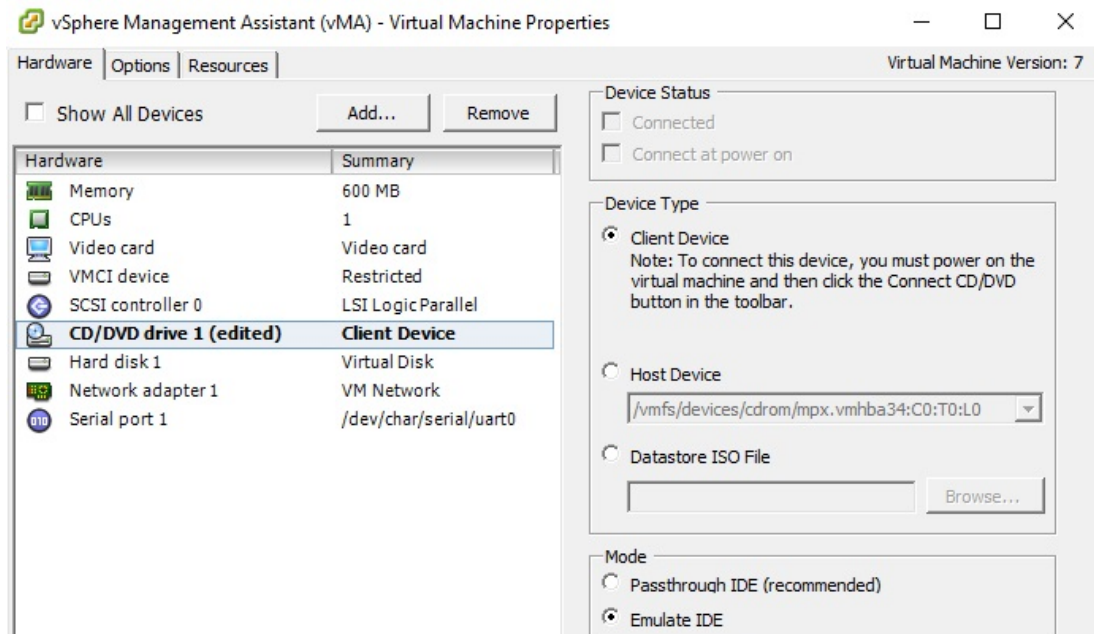 vSphere Management Assistant (vMA) - Virtual Machine Properties
Hardware Options Resources Virtual Machine Version: 7
Show All Devices Add... Remove
Hardware Summary
Memory 600 MB
CPUs 1
Video card Video card
VMCI device Restricted
SCSI controller 0 LSI Logic Parallel
CD/DVD drive 1 (edited) Client Device
Hard disk 1 Virtual Disk
Network adapter 1 VM Network
Serial port 1 /dev/char/serial/uart0
Device Status
Connected
Connect at power on
Device Type
Client Device
Note: To connect this device, you must power on the
virtual machine and then click the Connect CD/DVD
button in the toolbar.
Host Device
/vmfs/devices/cdrom/mpx.vmhba34:C0:T0:L0
Datastore ISO File
Browse...
Mode
Passthrough IDE (recommended)
Emulate IDE